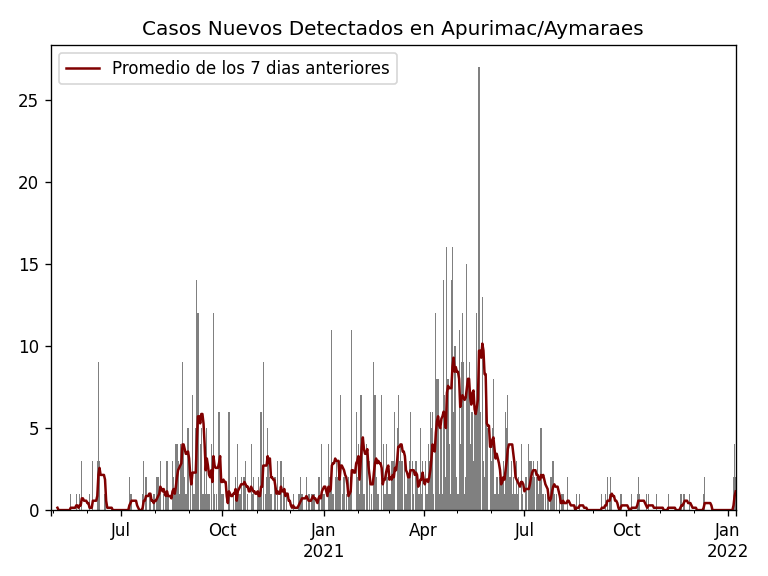 Casos Nuevos Detectados en Apurimac/Aymaraes
Promedio de los 7 dias anteriores
25
20
15
10
5
0
Jul
Oct
Jan
2021
Apr
Jul
Oct
Jan
2022